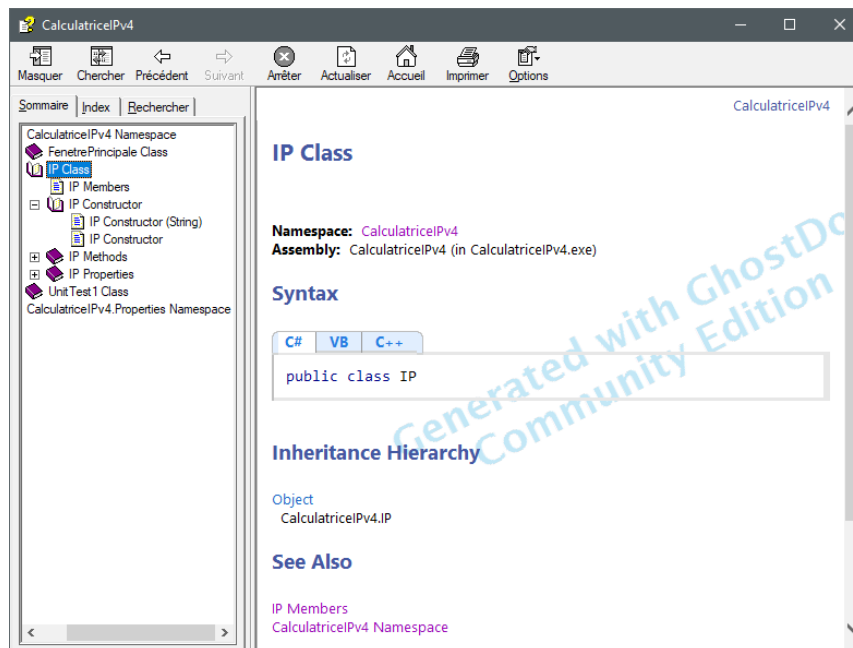 CalculatriceIPv4
Masquer Chercher Précédent Suivant Arrêter Actualiser Accueil Imprimer Options
Sommaire Index Rechercher
CalculatriceIPv4 Namespace
FenetrePrincipale Class
IP Class
IP Members
IP Constructor
IP Constructor (String)
IP Constructor
IP Methods
IP Properties
UnitTest1 Class
CalculatriceIPv4.Properties Namespace
CalculatriceIPv4
IP Class
Namespace: CalculatriceIPv4
Assembly: CalculatriceIPv4 (in CalculatriceIPv4.exe)
Syntax
C# VB C++
public class IP
Inheritance Hierarchy
Object
CalculatriceIPv4.IP
See Also
IP Members
CalculatriceIPv4 Namespace
Generated with GhostDo
Community Edition